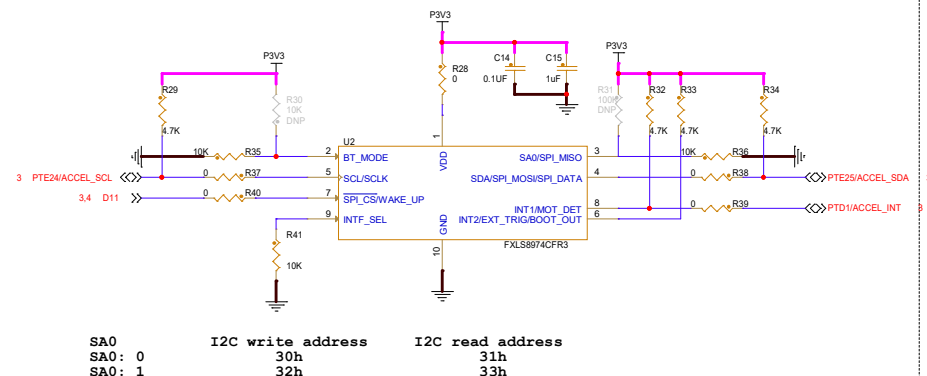 P3V3
P3V3
P3V3
R28
0
C14
0.1UF
C15
1uF
R29
4.7K
R30
10K
DNP
R31
100K
DNP
R32
4.7K
R33
4.7K
R34
4.7K
U2
1
VDD
10K
R35
2
BT_MODE
3 PTE24/ACCEL_SCL
0
R37
5
SCL/SCLK
3,4 D11
0
R40
7
SPI_CS/WAKE_UP
9
INTF_SEL
R41
10K
SA0/SPI_MISO
3
10K
R36
SDA/SPI_MOSI/SPI_DATA
4
0
R38
PTE25/ACCEL_SDA
INT1/MOT_DET
8
0
R39
PTD1/ACCEL_INT
INT2/EXT_TRIG/BOOT_OUT
6
GND
10
FXLS8974CFR3
SA0 I2C write address I2C read address
SA0: 0 30h 31h
SA0: 1 32h 33h